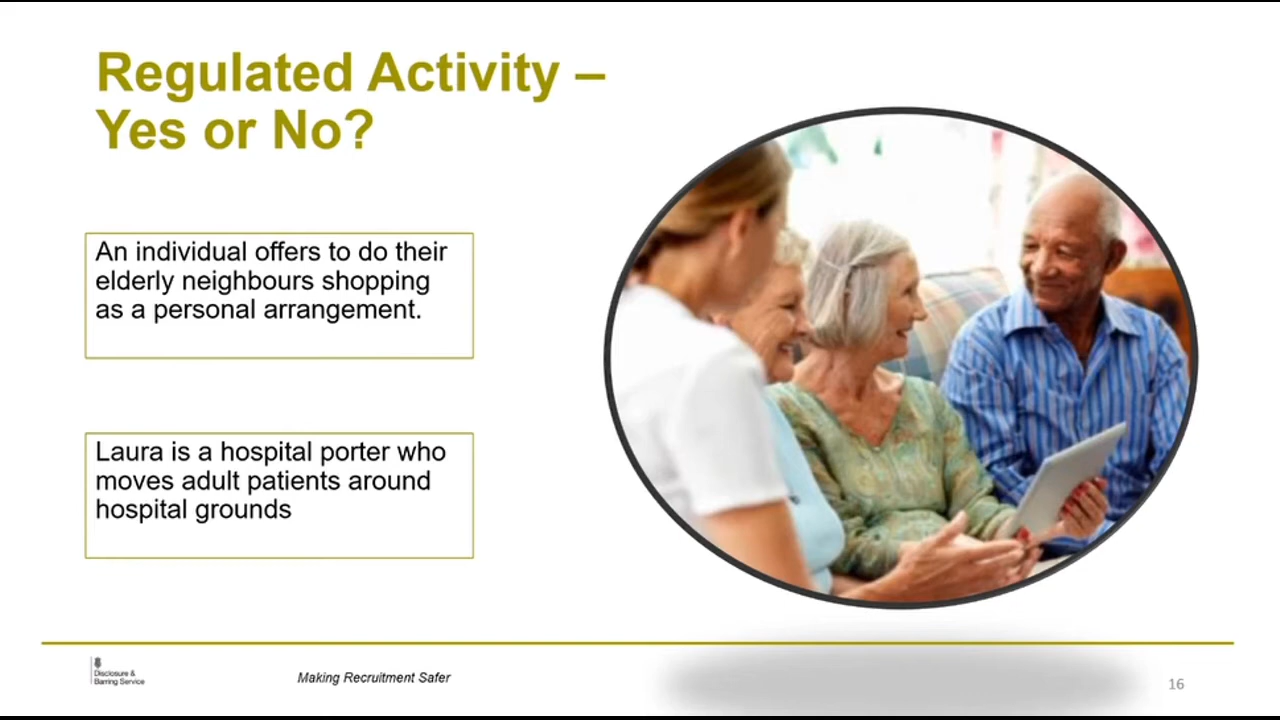 Regulated Activity –
Yes or No?
An individual offers to do their
elderly neighbours shopping
as a personal arrangement.
Laura is a hospital porter who
moves adult patients around
hospital grounds
Disclosure &
Barring Service
Making Recruitment Safer
16